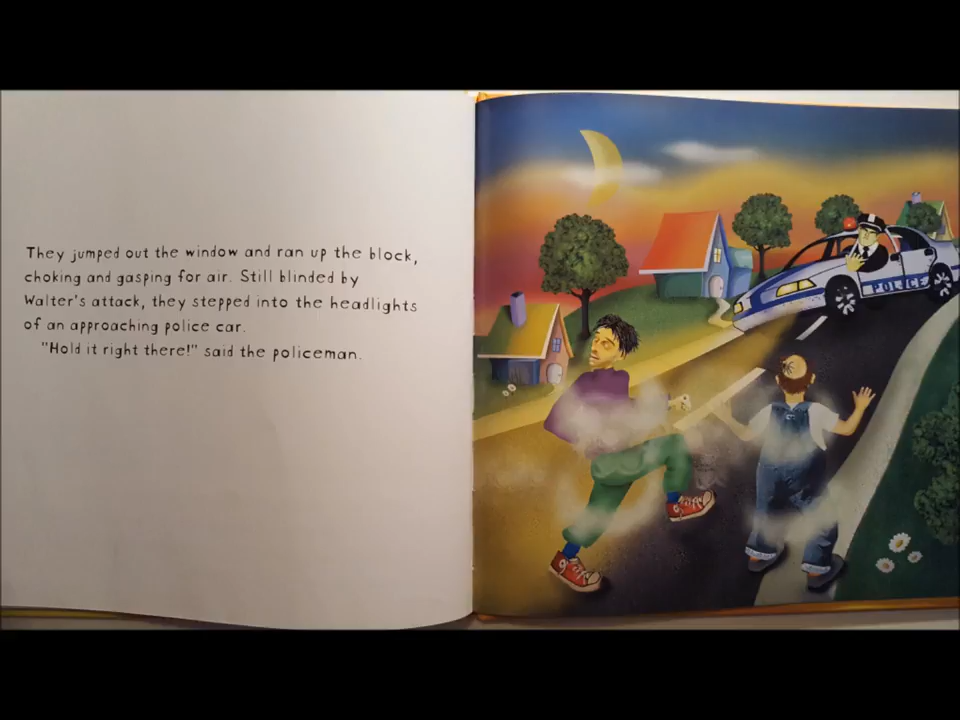 They jumped out the window and ran up the block,
choking and gasping for air. Still blinded by
Walter's attack, they stepped into the headlights
of an approaching police car.
"Hold it right there!" said the policeman.
POLICE